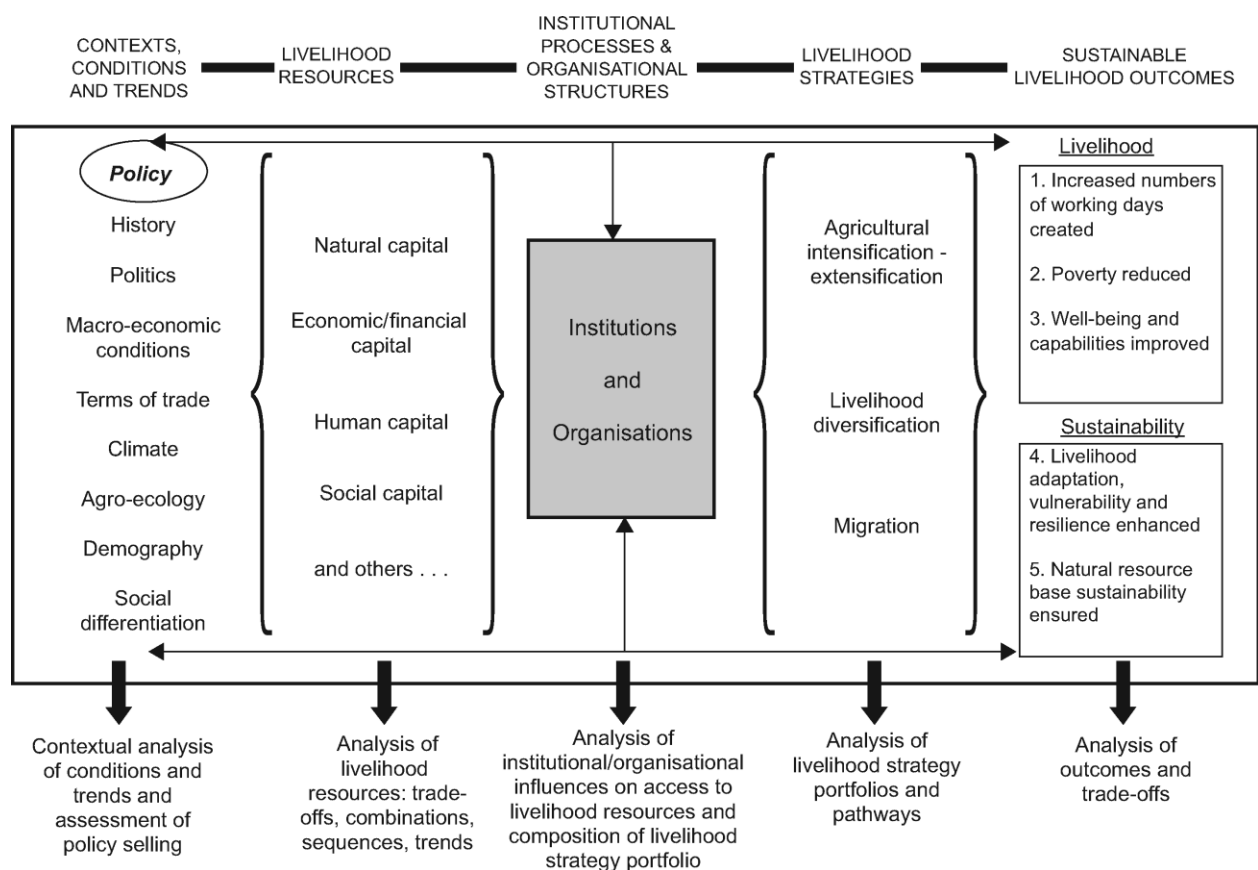 CONTEXTS,
CONDITIONS
AND TRENDS
LIVELIHOOD
RESOURCES
INSTITUTIONAL
PROCESSES &
ORGANISATIONAL
STRUCTURES
LIVELIHOOD
STRATEGIES
SUSTAINABLE
LIVELIHOOD OUTCOMES
Policy
History
Politics
Macro-economic
conditions
Terms of trade
Climate
Agro-ecology
Demography
Social
differentiation
Natural capital
Economic/financial
capital
Human capital
Social capital
and others . . .
Institutions
and
Organisations
Agricultural
intensification -
extensification
Livelihood
diversification
Migration
Livelihood
1. Increased numbers
of working days
created
2. Poverty reduced
3. Well-being and
capabilities improved
Sustainability
4. Livelihood
adaptation,
vulnerability and
resilience enhanced
5. Natural resource
base sustainability
ensured
Contextual analysis
of conditions and
trends and
assessment of
policy selling
Analysis of
livelihood
resources: trade-
offs, combinations,
sequences, trends
Analysis of
institutional/organisational
influences on access to
livelihood resources and
composition of livelihood
strategy portfolio
Analysis of
livelihood strategy
portfolios and
pathways
Analysis of
outcomes and
trade-offs